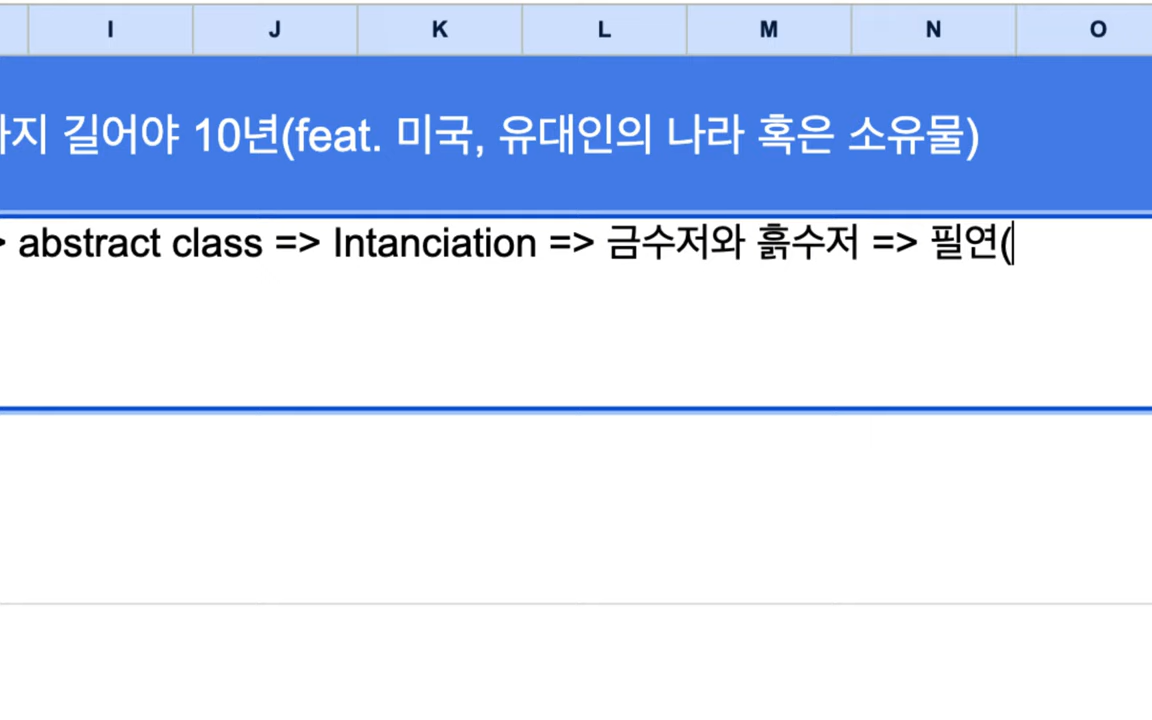 I J K L M N O
지 길어야 10년(feat. 미국, 유대인의 나라 혹은 소유물)
> abstract class => Intanciation => 금수저와 흙수저 => 필연(